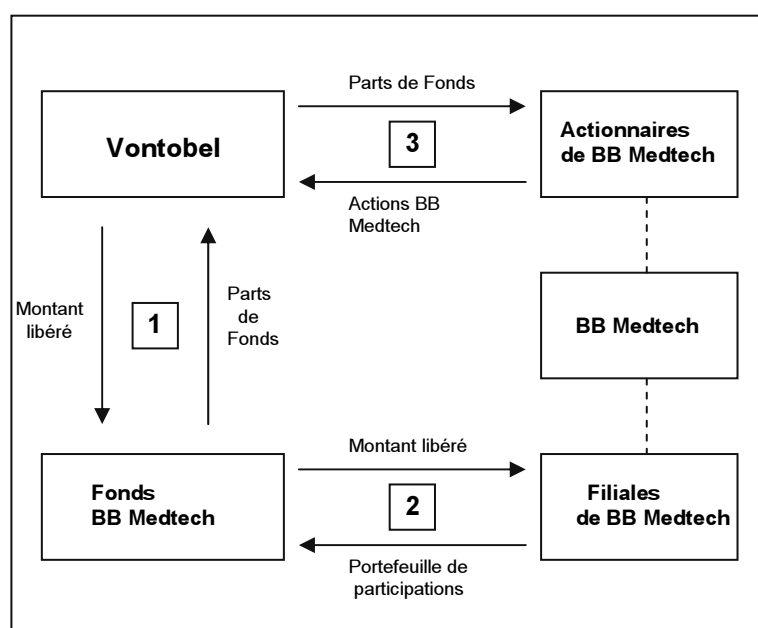 Parts de Fonds
Vontobel
3
Actionnaires
de BB Medtech
Actions BB
Medtech
Montant
libéré
1
Parts
de
Fonds
BB Medtech
Montant libéré
Fonds
BB Medtech
2
Filiales
de BB Medtech
Portefeuille de
participations